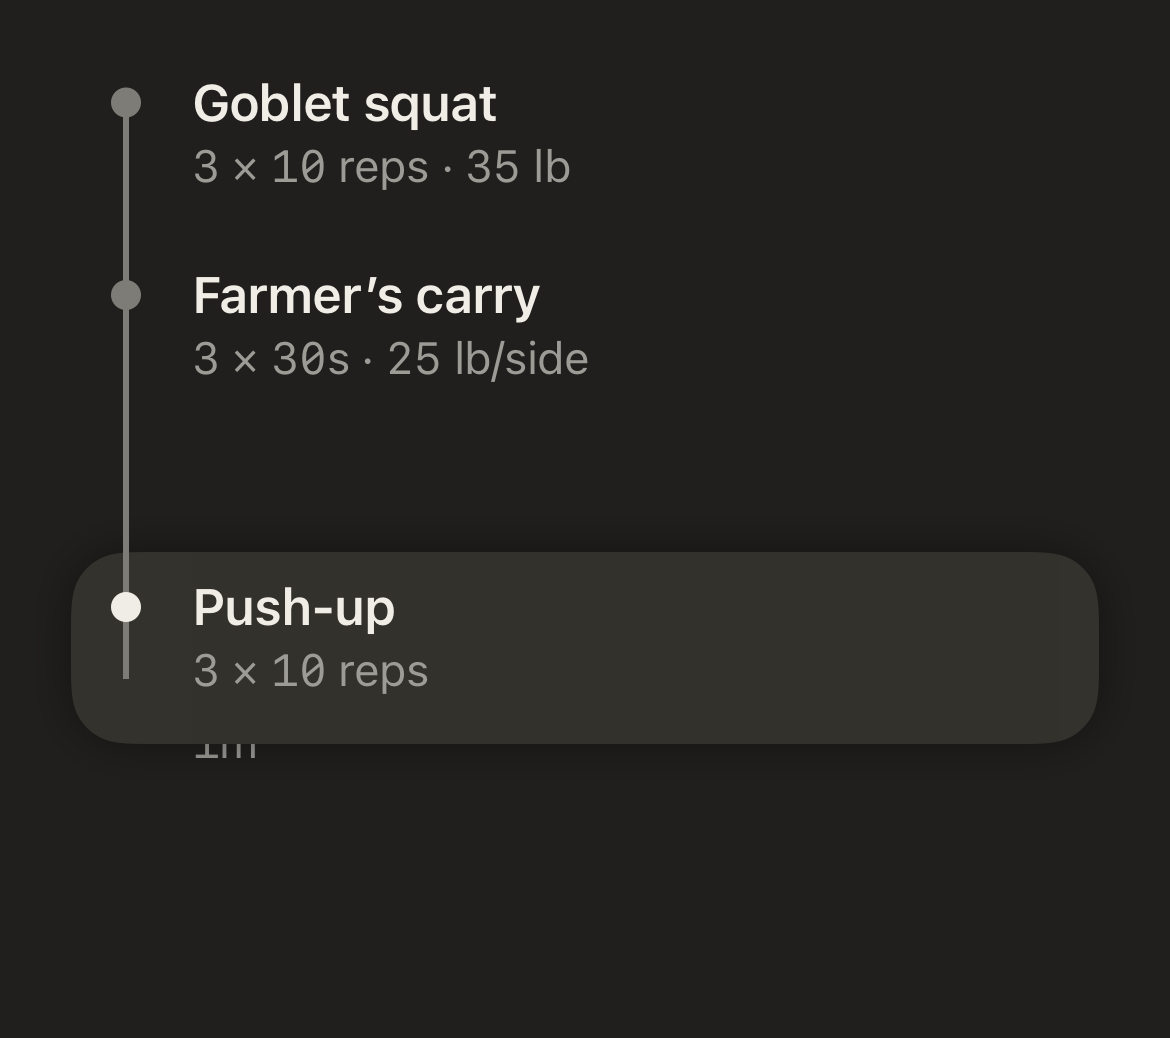 Goblet squat
3 × 10 reps · 35 lb
Farmer’s carry
3 × 30s · 25 lb/side
Push-up
3 × 10 reps